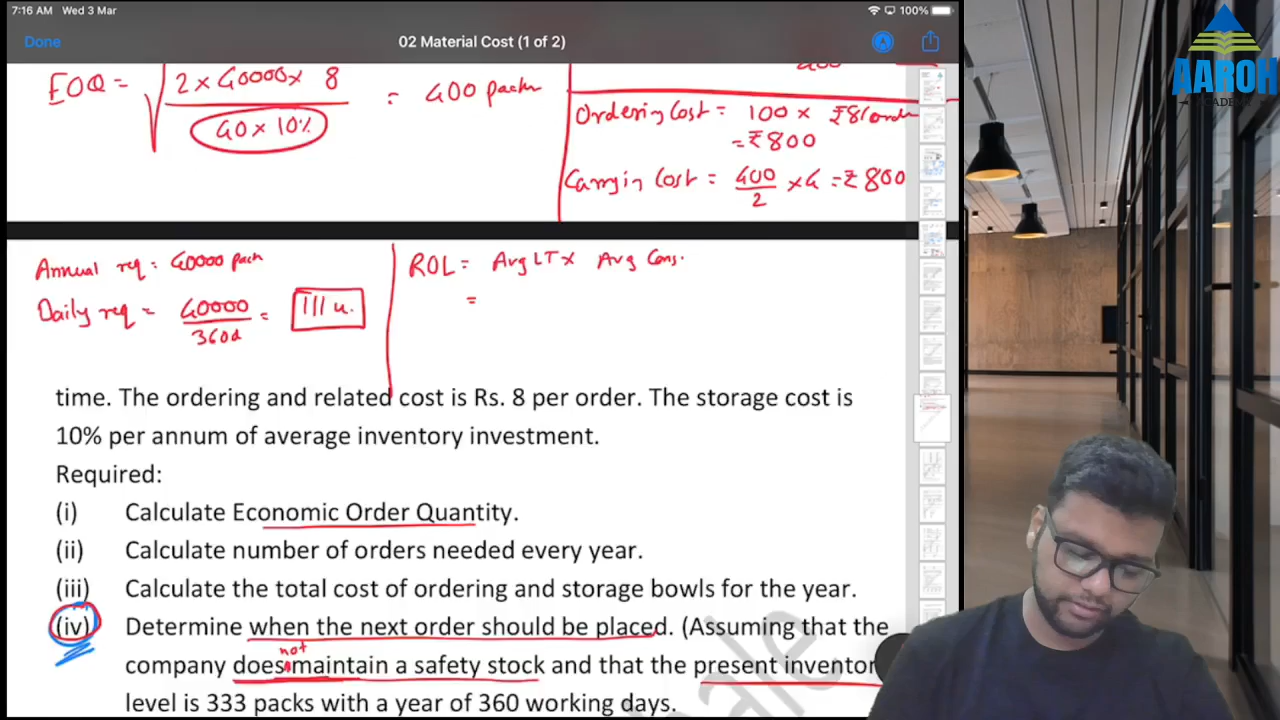 7:16 AM Wed 3 Mar
100%
Done
02 Material Cost (1 of 2)
AAROH
EOQ = √ 2 × 40000 × 8
40 × 10%
= 400 packs
Ordering Cost = 100 × ₹8/order
= ₹800
Carryin Cost = 400 × 4 = ₹800
2
Annual req = 40000 pack
Daily req = 40000 = 111 u.
360d
ROL = Avg LT × Avg Cons.
=
time. The ordering and related cost is Rs. 8 per order. The storage cost is
10% per annum of average inventory investment.
Required:
(i) Calculate Economic Order Quantity.
(ii) Calculate number of orders needed every year.
(iii) Calculate the total cost of ordering and storage bowls for the year.
(iv) Determine when the next order should be placed. (Assuming that the
not
company does maintain a safety stock and that the present inventor
level is 333 packs with a year of 360 working days.